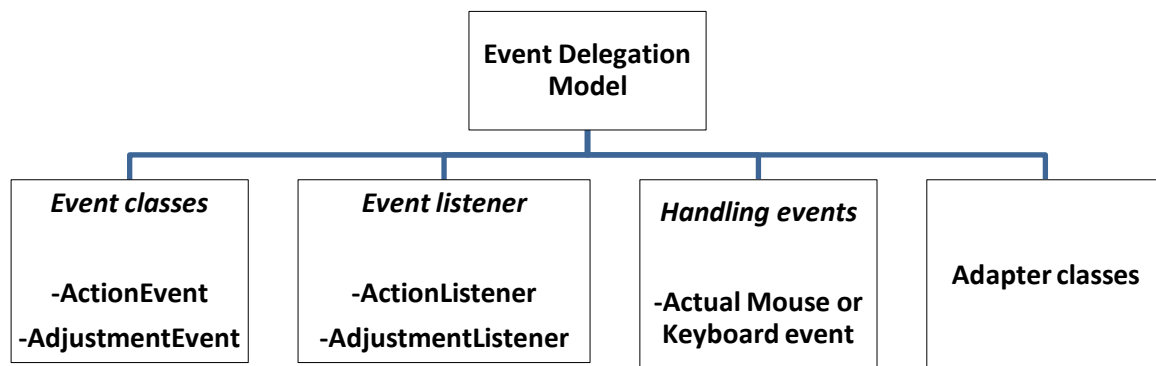 Event Delegation
Model
Event classes
-ActionEvent
-AdjustmentEvent
Event listener
-ActionListener
-AdjustmentListener
Handling events
-Actual Mouse or
Keyboard event
Adapter classes